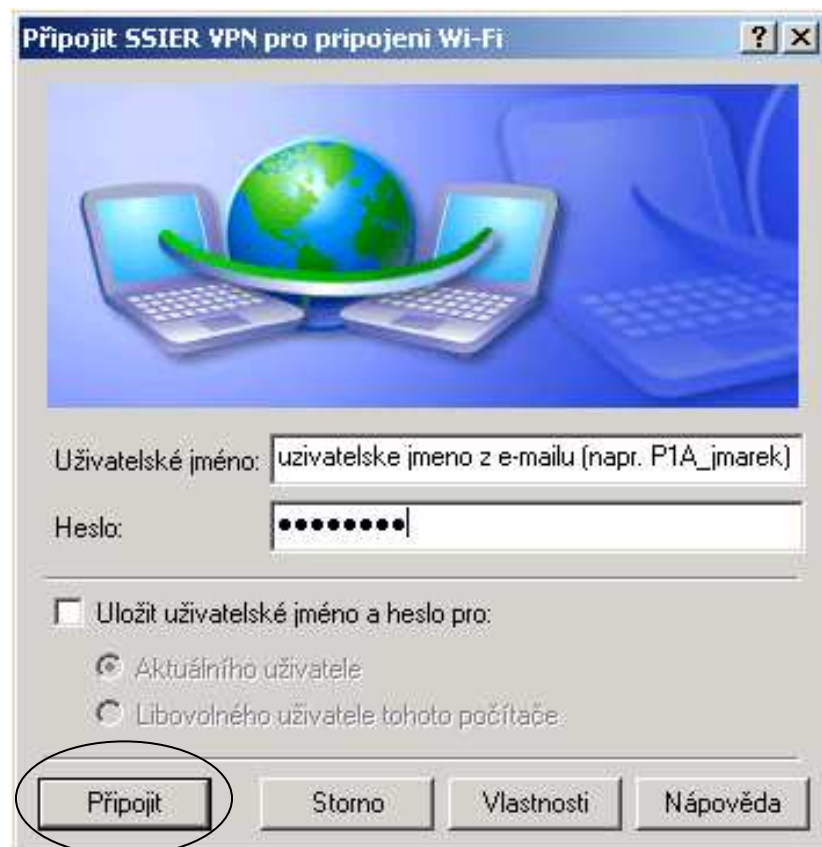 Připojit SSIER VPN pro pripojeni Wi-Fi
Uživatelské jméno: uzivatelske jmeno z e-mailu (napr. P1A_jmarek)
Heslo: ●●●●●●●●
Uložit uživatelské jméno a heslo pro:
Aktuálního uživatele
Libovolného uživatele tohoto počítače
Připojit Storno Vlastnosti Nápověda